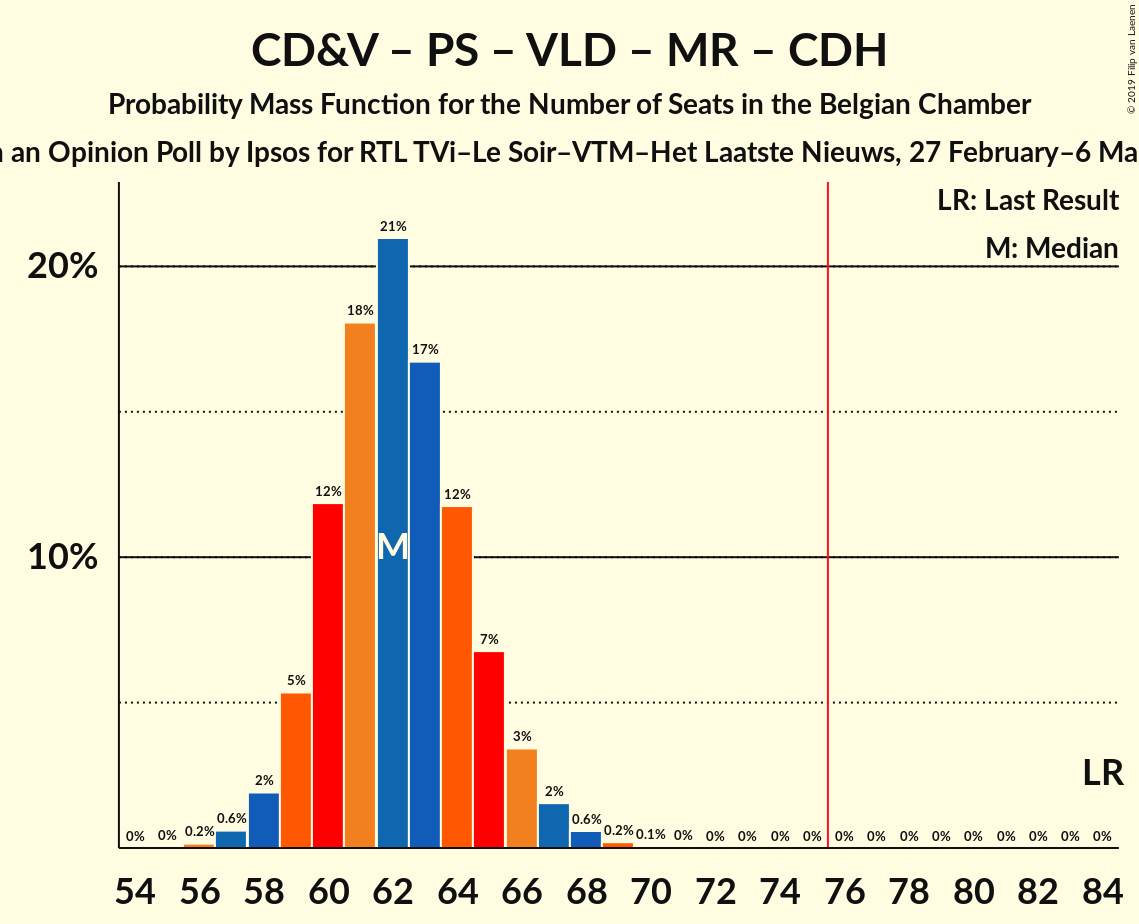 CD&V – PS – VLD – MR – CDH
Probability Mass Function for the Number of Seats in the Belgian Chamber
an Opinion Poll by Ipsos for RTL TVi–Le Soir–VTM–Het Laatste Nieuws, 27 February–6
© 2019 Filip van Laenen
LR: Last Result
M: Median
20%
10%
0% 0% 0.2% 0.6% 2% 5% 12% 18% 21% 17% 12% 7% 3% 2% 0.6% 0.2% 0.1% 0% 0% 0% 0% 0% 0% 0% 0% 0% 0% 0% 0% 0% 0%
M
LR
54 56 58 60 62 64 66 68 70 72 74 76 78 80 82 84